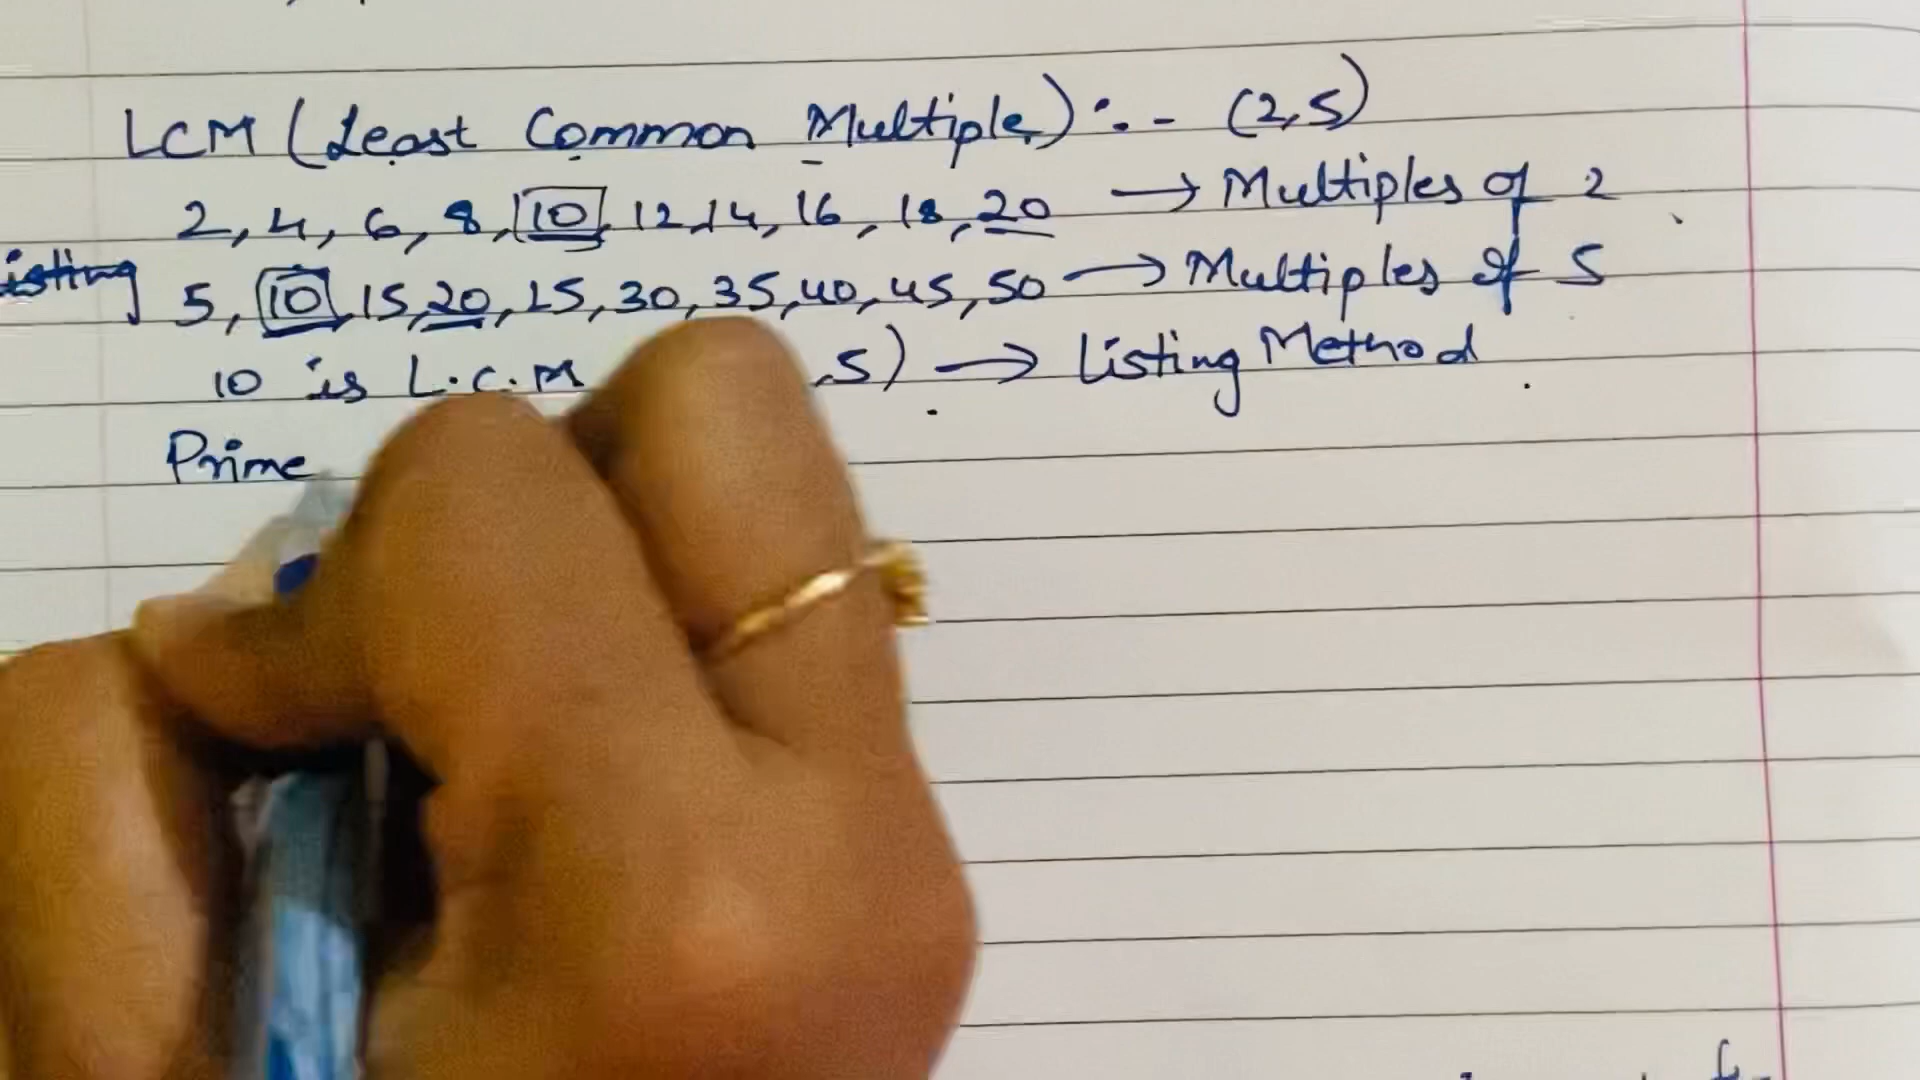 LCM (Least Common Multiple) :- (2,5)
2, 4, 6, 8, 10, 12, 14, 16, 18, 20 → Multiples of 2
isting
5, 10, 15, 20, 25, 30, 35, 40, 45, 50 → Multiples of 5
10 is L.C.M ,5) → Listing Method
Prime